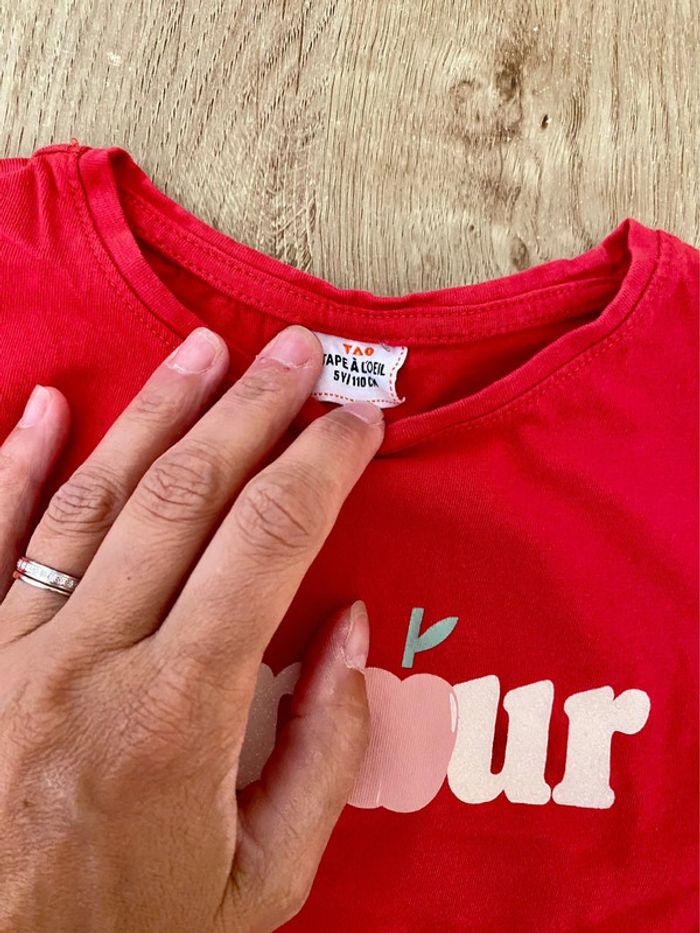 TAO
TAPE À L'OEIL
5Y/110 CM
ur